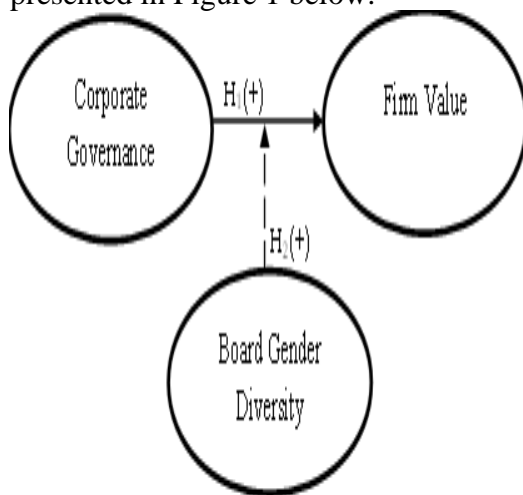 presented in Figure 1 below:
Corporate
Governance
H₁(+)
Firm Value
H₂(+)
Board Gender
Diversity